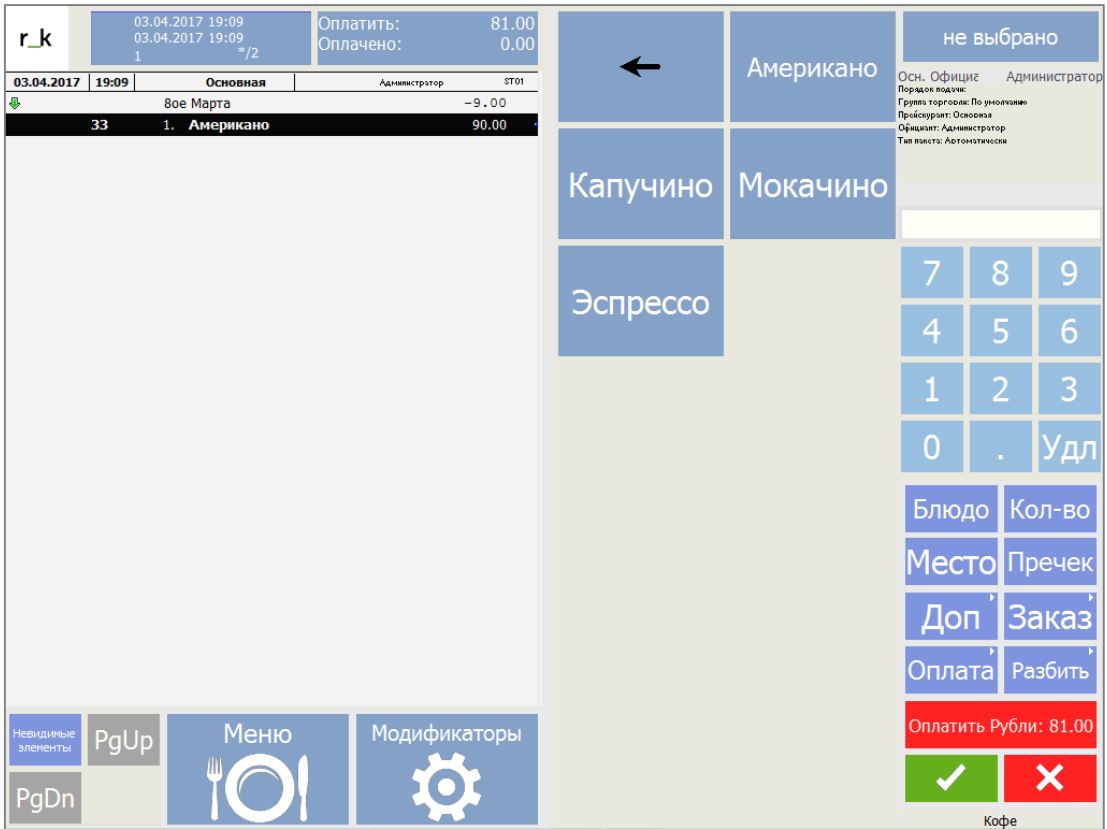 r_k
03.04.2017 19:09
03.04.2017 19:09
1 */2
Оплатить: 81.00
Оплачено: 0.00
03.04.2017 19:09 Основная Администратор ST01
8ое Марта -9.00
33 1. Американо 90.00
Невидимые элементы
PgUp
PgDn
Меню
Модификаторы
Американо
Капучино
Мокачино
Эспрессо
не выбрано
Осн. Официа Администратор
Порядок подачи:
Группа торговли: По умолчанию
Прейскурант: Основная
Официант: Администратор
Тип пакета: Автоматически
7 8 9
4 5 6
1 2 3
0 . Удл
Блюдо Кол-во
Место Пречек
Доп Заказ
Оплата Разбить
Оплатить Рубли: 81.00
Кофе